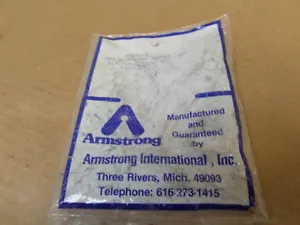 Manufactured
and
Guaranteed
by
Armstrong
Armstrong International , Inc.
Three Rivers, Mich. 49093
Telephone: 616-273-1415